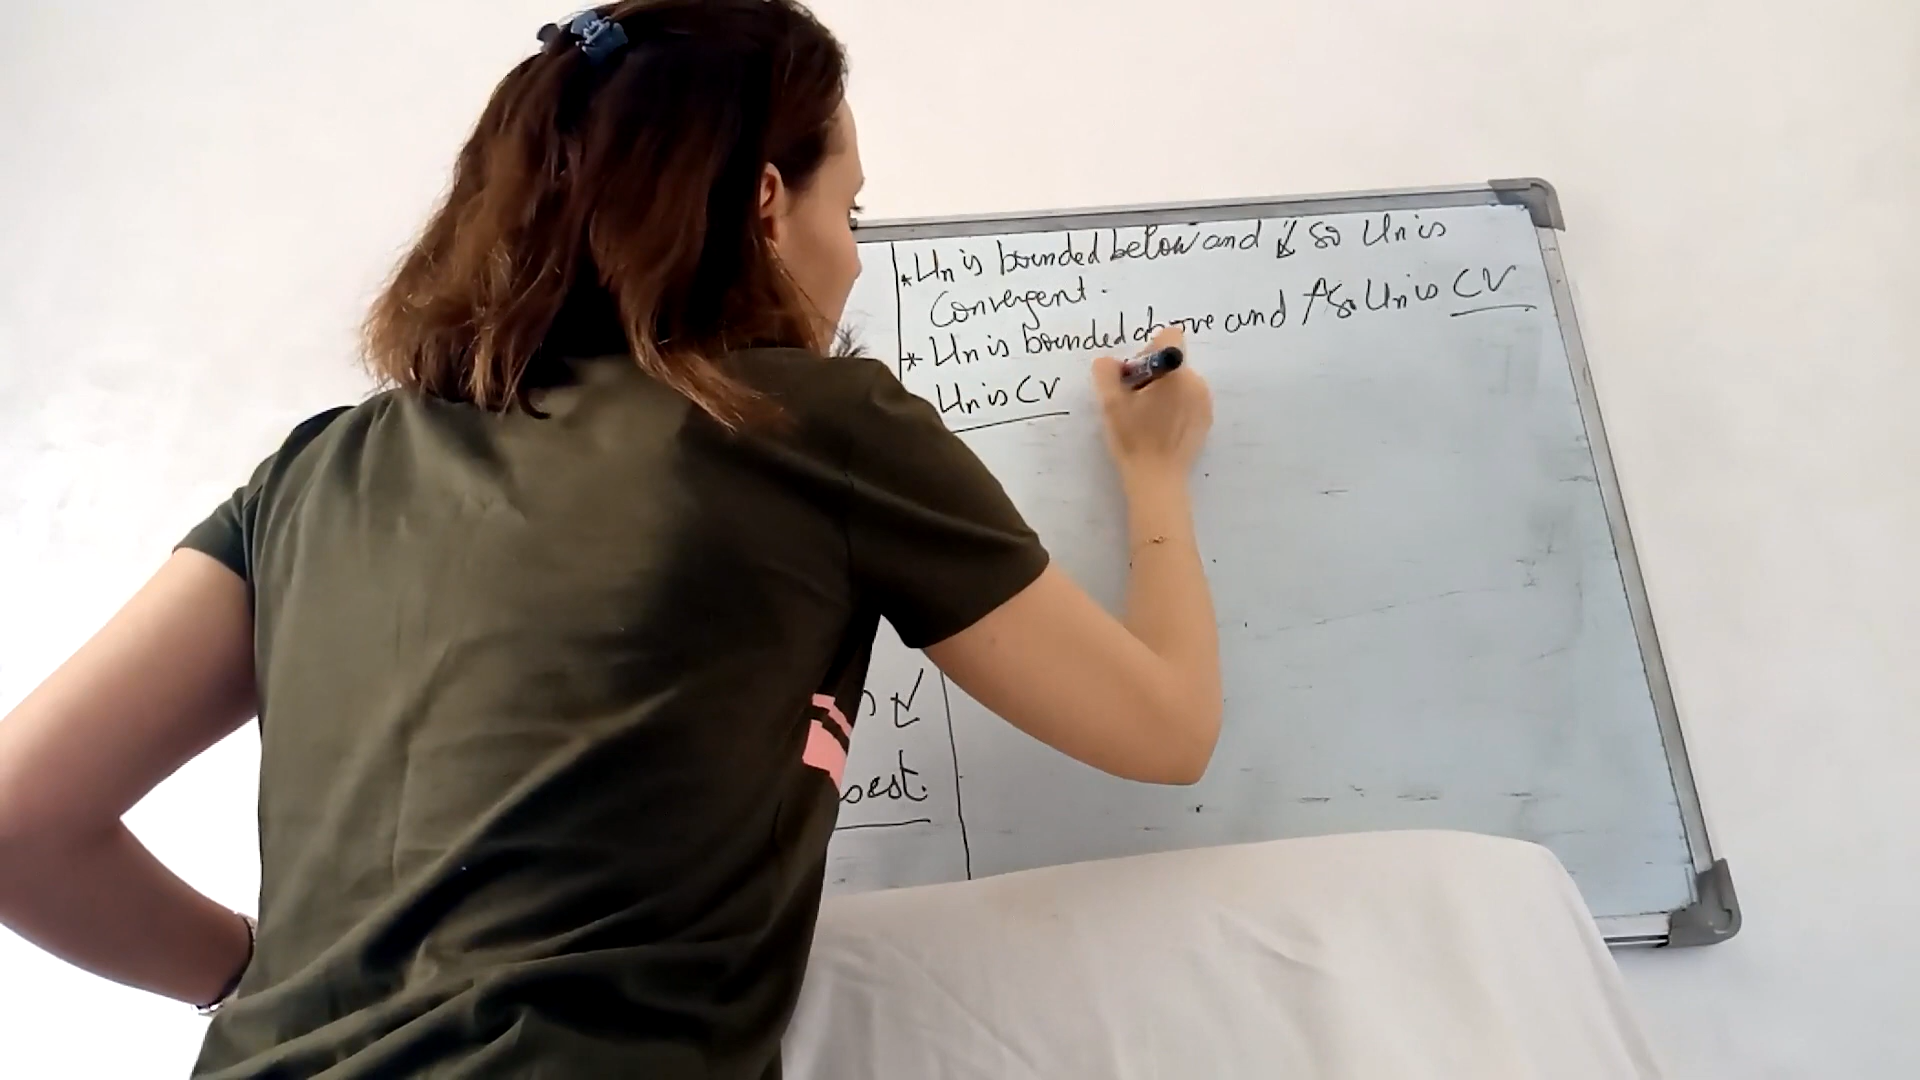 * Un is bounded below and ↙ so Un is
Convergent.
* Un is bounded above and ↗ so Un is CV
Un is CV
↙